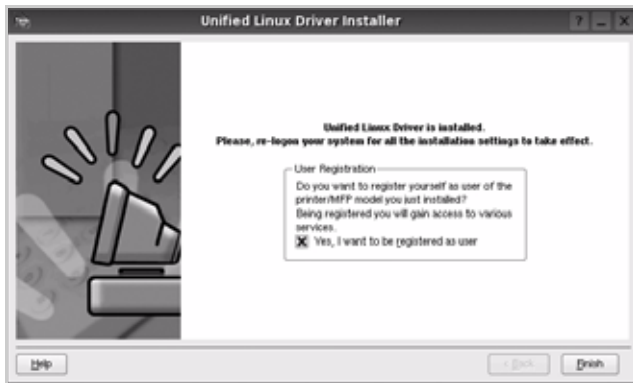 Unified Linux Driver Installer
Unified Linux Driver is installed.
Please, re-logon your system for all the installation settings to take effect.
User Registration
Do you want to register yourself as user of the
printer/MFP model you just installed?
Being registered you will gain access to various
services.
Yes, I want to be registered as user
Help
< Back
Finish